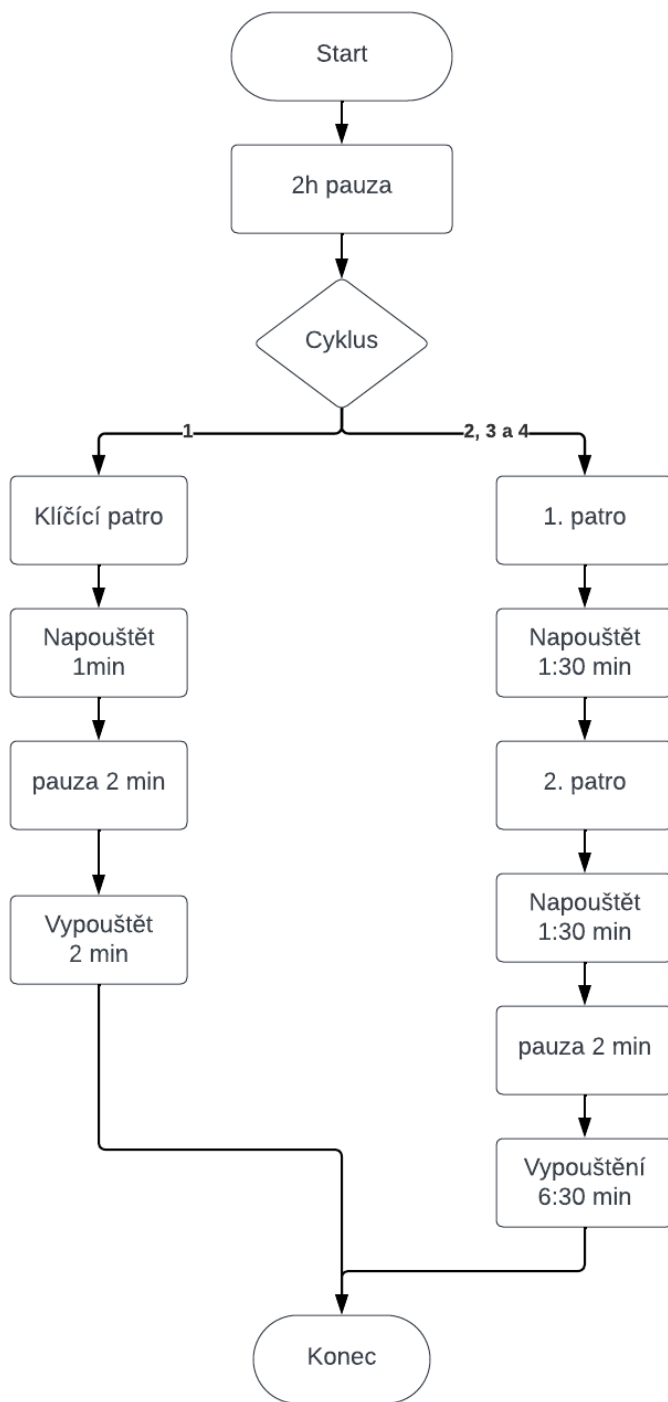 Start
2h pauza
Cyklus
1
2, 3 a 4
Klíčící patro
Napouštět
1min
pauza 2 min
Vypouštět
2 min
1. patro
Napouštět
1:30 min
2. patro
Napouštět
1:30 min
pauza 2 min
Vypouštění
6:30 min
Konec